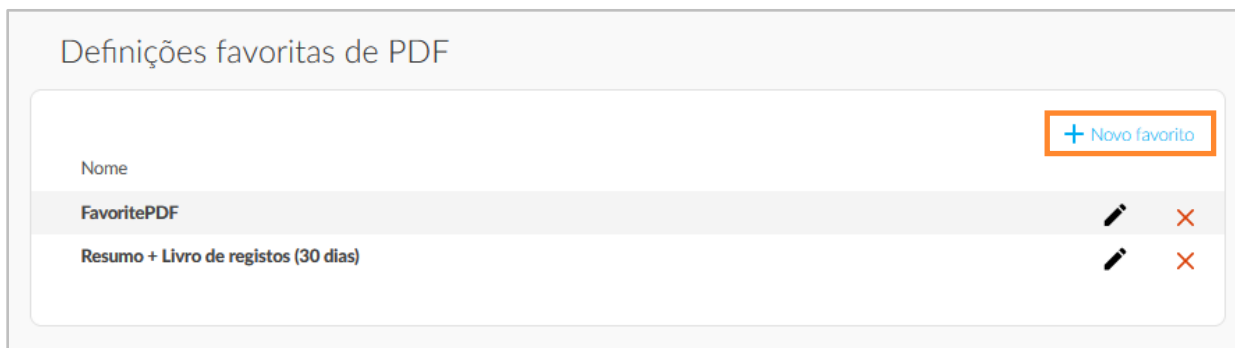 Definições favoritas de PDF
+ Novo favorito
Nome
FavoritePDF
Resumo + Livro de registos (30 dias)